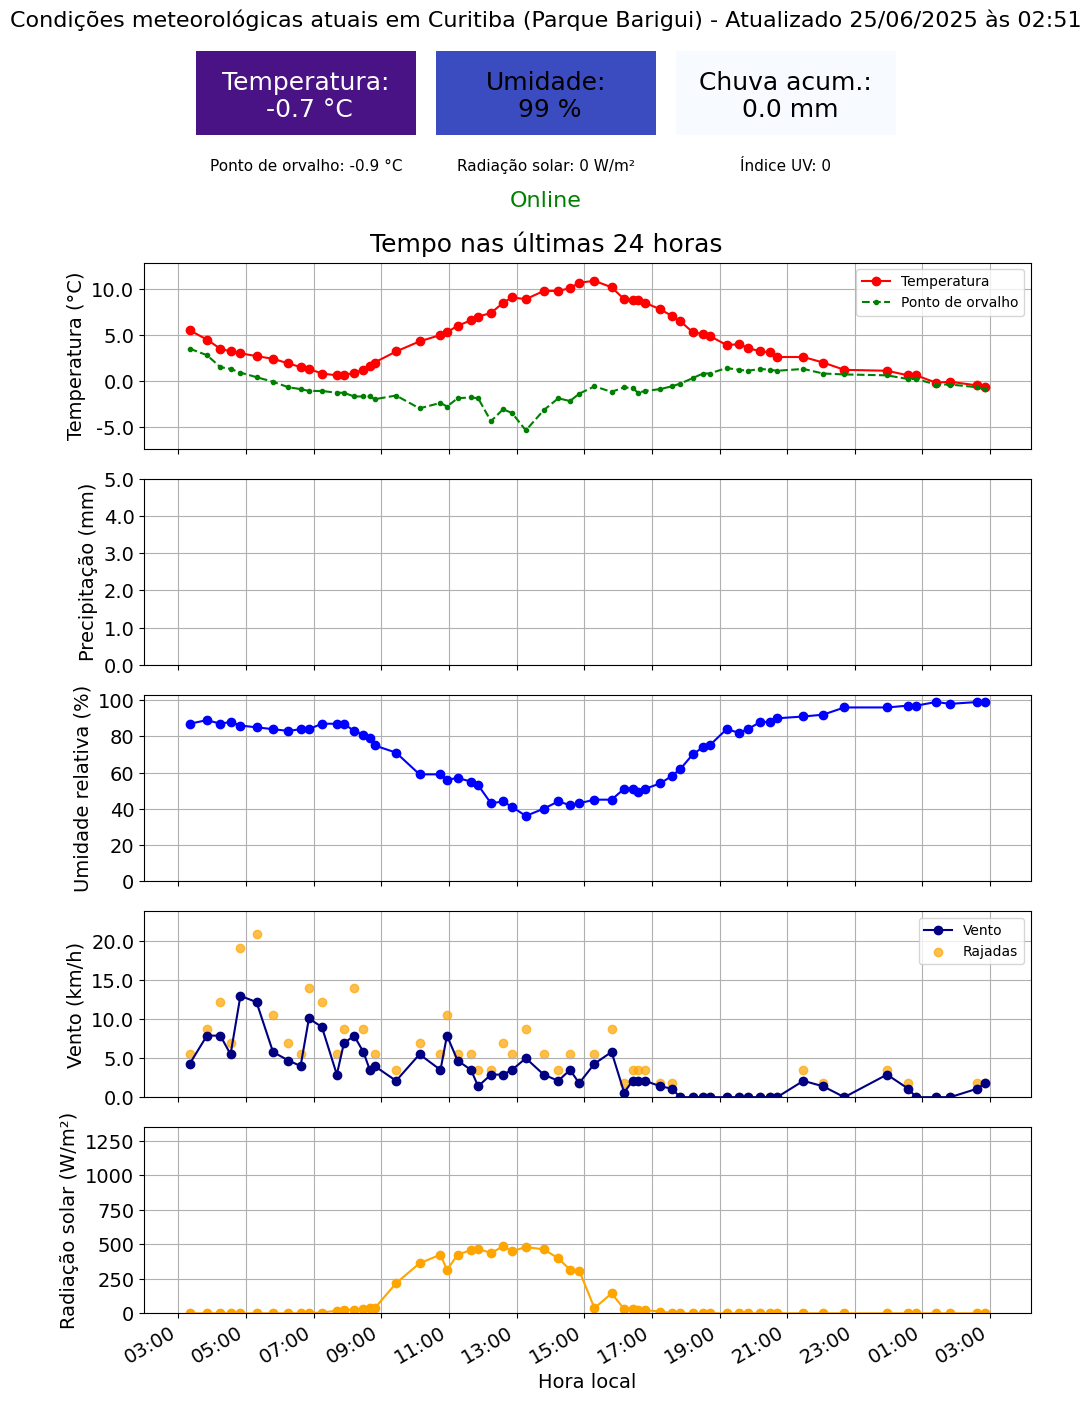 Condições meteorológicas atuais em Curitiba (Parque Barigui) - Atualizado 25/06/2025 às 02:51
Temperatura:
-0.7 °C
Umidade:
99 %
Chuva acum.:
0.0 mm
Ponto de orvalho: -0.9 °C
Radiação solar: 0 W/m²
Índice UV: 0
Online
Tempo nas últimas 24 horas
Temperatura (°C)
10.0
5.0
0.0
-5.0
Temperatura
Ponto de orvalho
Precipitação (mm)
5.0
4.0
3.0
2.0
1.0
0.0
Umidade relativa (%)
100
80
60
40
20
0
Vento (km/h)
20.0
15.0
10.0
5.0
0.0
Vento
Rajadas
Radiação solar (W/m²)
1250
1000
750
500
250
0
03:00
05:00
07:00
09:00
11:00
13:00
15:00
17:00
19:00
21:00
23:00
01:00
03:00
Hora local